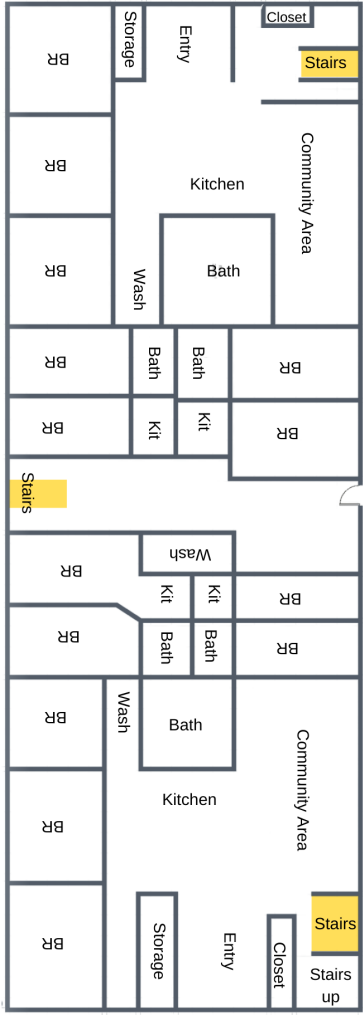 Closet
Storage
Entry
Stairs
BR
BR
Community Area
Kitchen
BR
Bath
Wash
BR
Bath
Bath
BR
BR
Kit
Kit
BR
Stairs
Wash
BR
Kit
Kit
BR
BR
Bath
Bath
BR
BR
Wash
Bath
Community Area
Kitchen
BR
Stairs
BR
Storage
Entry
Closet
Stairs
up